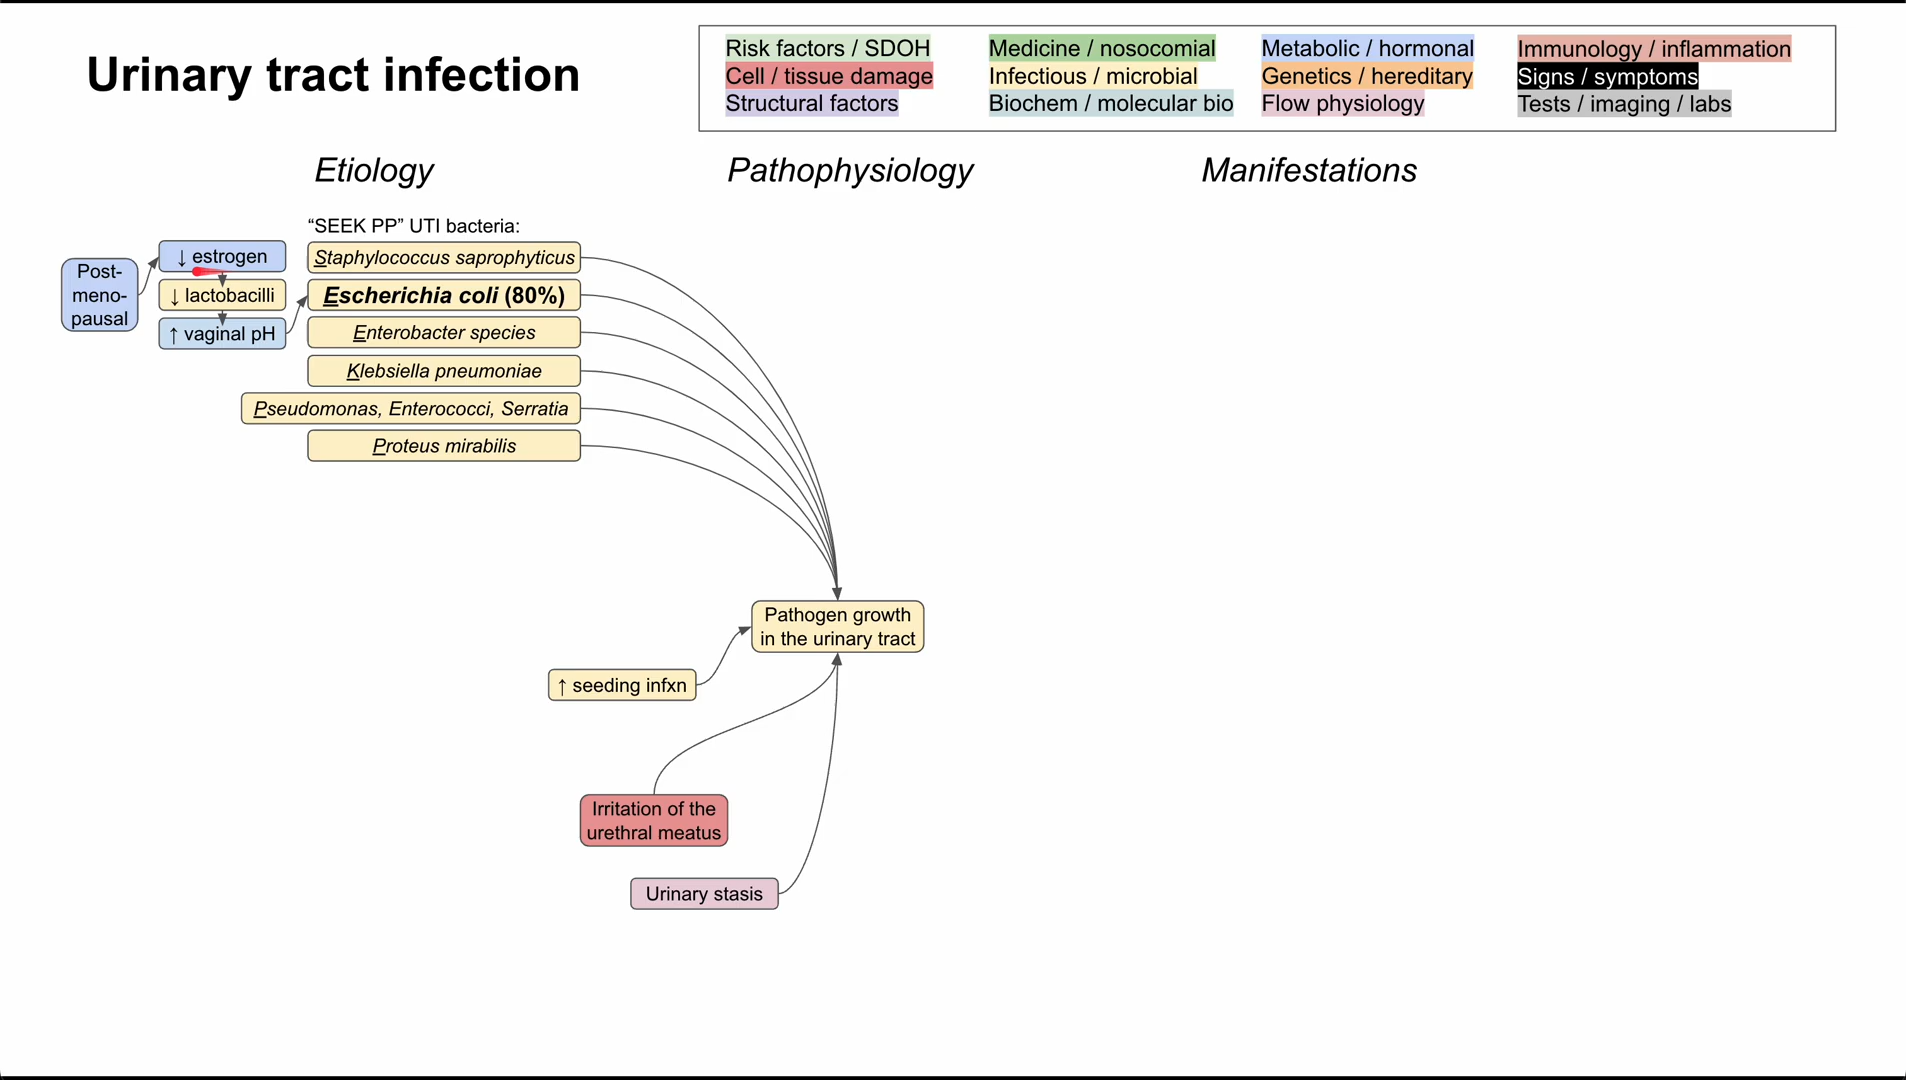 Urinary tract infection
Risk factors / SDOH
Cell / tissue damage
Structural factors
Medicine / nosocomial
Infectious / microbial
Biochem / molecular bio
Metabolic / hormonal
Genetics / hereditary
Flow physiology
Immunology / inflammation
Signs / symptoms
Tests / imaging / labs
Etiology
Pathophysiology
Manifestations
“SEEK PP” UTI bacteria:
Post-
meno-
pausal
↓ estrogen
↓ lactobacilli
↑ vaginal pH
Staphylococcus saprophyticus
Escherichia coli (80%)
Enterobacter species
Klebsiella pneumoniae
Pseudomonas, Enterococci, Serratia
Proteus mirabilis
Pathogen growth
in the urinary tract
↑ seeding infxn
Irritation of the
urethral meatus
Urinary stasis